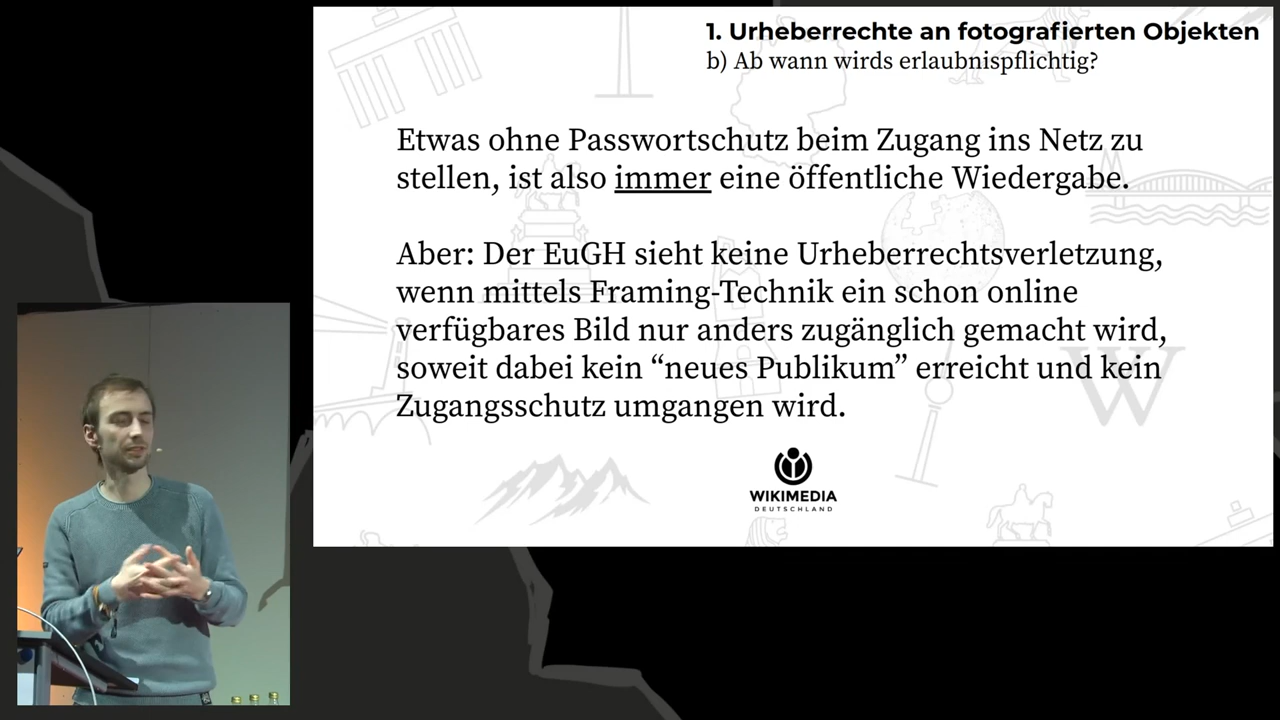 1. Urheberrechte an fotografierten Objekten
b) Ab wann wirds erlaubnispflichtig?
Etwas ohne Passwortschutz beim Zugang ins Netz zu
stellen, ist also immer eine öffentliche Wiedergabe.
Aber: Der EuGH sieht keine Urheberrechtsverletzung,
wenn mittels Framing-Technik ein schon online
verfügbares Bild nur anders zugänglich gemacht wird,
soweit dabei kein “neues Publikum” erreicht und kein
Zugangsschutz umgangen wird.
W
WIKIMEDIA
DEUTSCHLAND